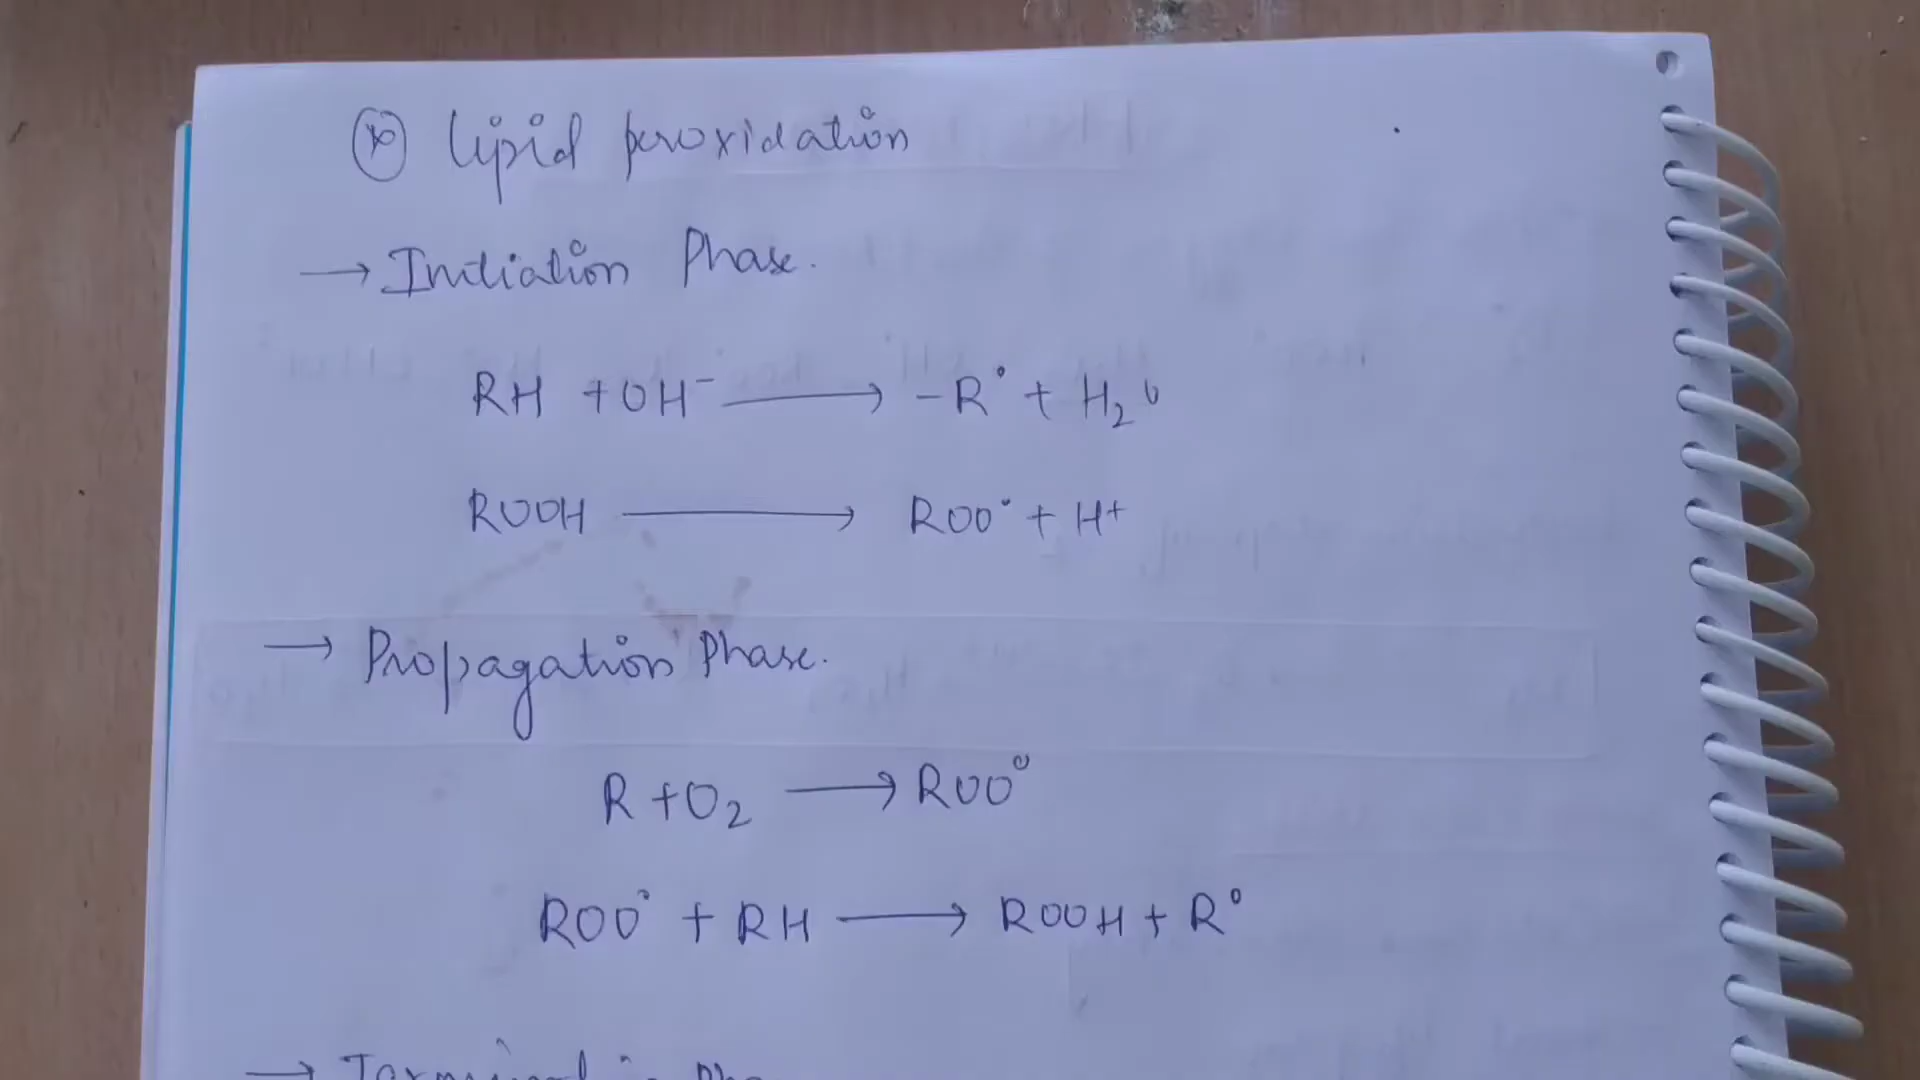 lipid peroxidation
→ Initiation Phase.
RH + OH⁻ → -R° + H₂O
ROOH → ROO° + H+
→ Propagation Phase.
R + O₂ → ROO°
ROO° + RH → ROOH + R°